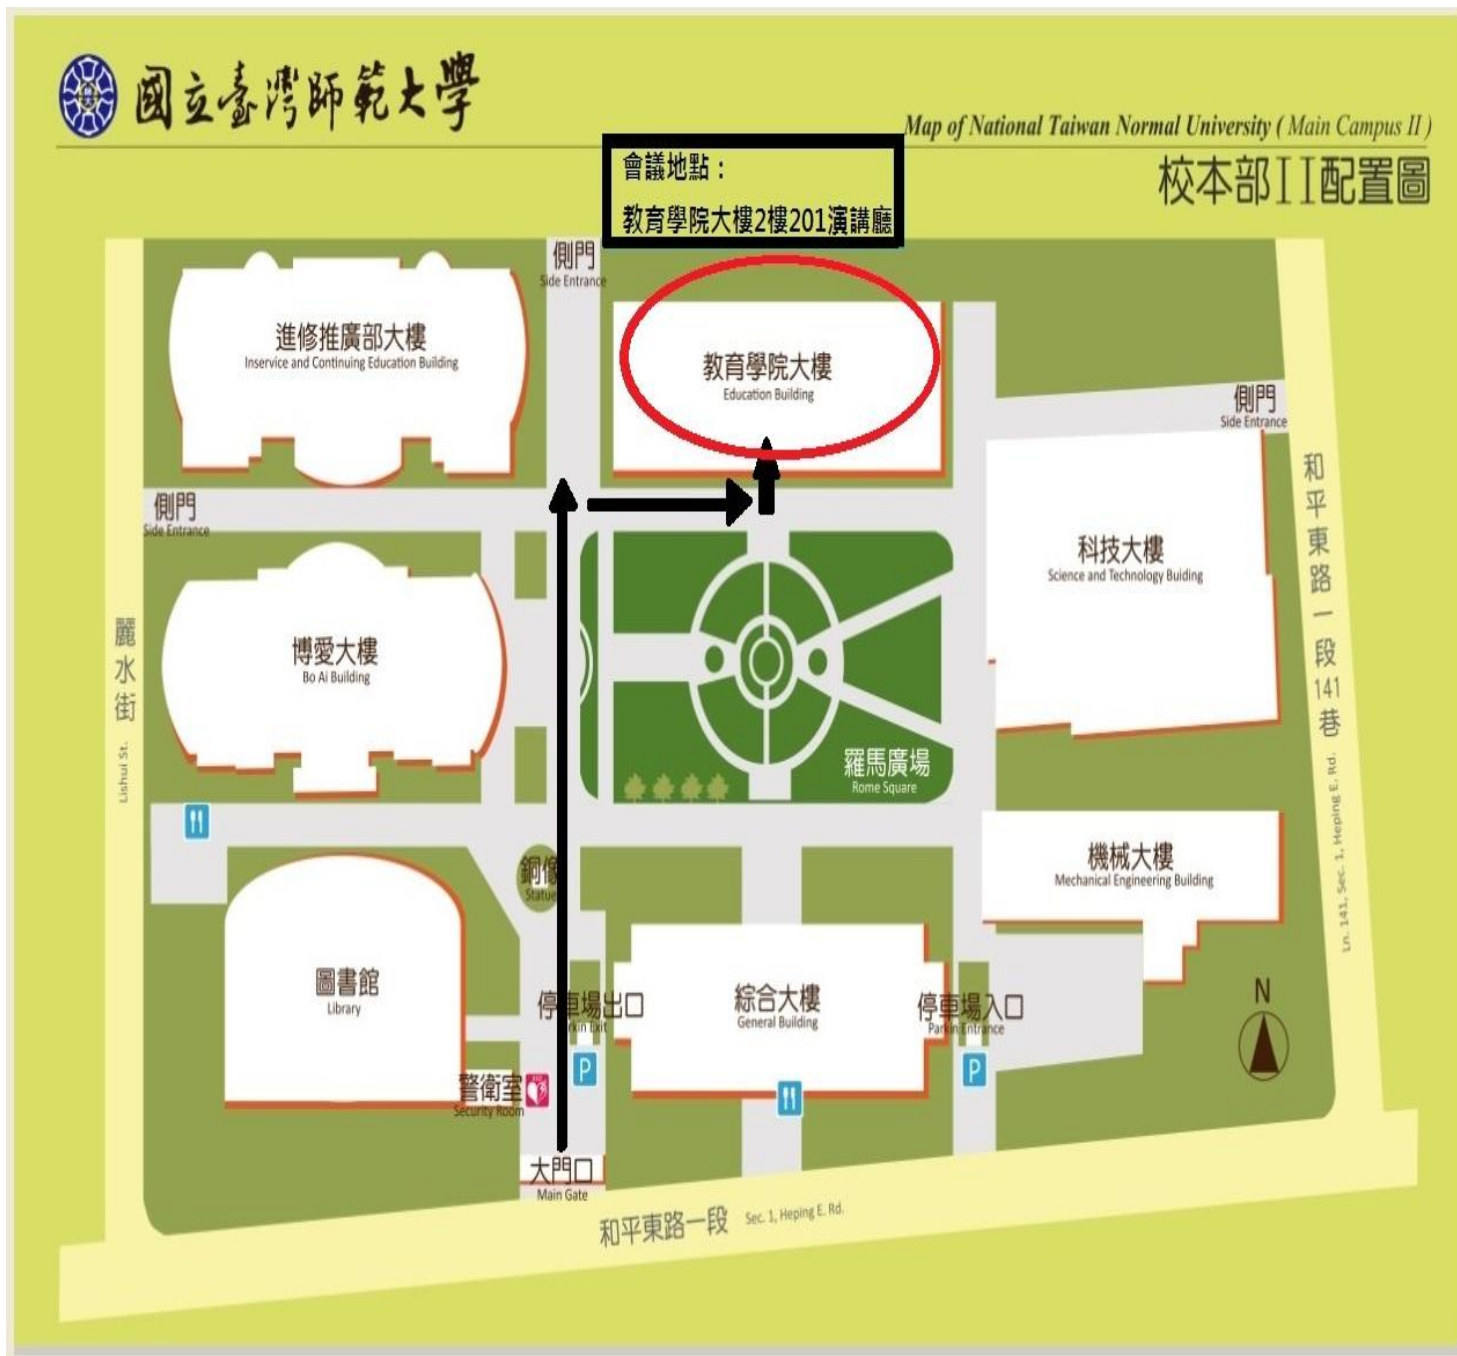 國立臺灣師範大學
Map of National Taiwan Normal University ( Main Campus II )
校本部II配置圖
會議地點：
教育學院大樓2樓201演講廳
側門
Side Entrance
進修推廣部大樓
Inservice and Continuing Education Building
教育學院大樓
Education Building
側門
Side Entrance
側門
Side Entrance
和平東路一段141巷
Ln. 141, Sec. 1, Heping E. Rd.
科技大樓
Science and Technology Buiding
麗水街
Lishui St.
博愛大樓
Bo Ai Building
羅馬廣場
Rome Square
機械大樓
Mechanical Engineering Building
銅像
Statue
圖書館
Library
停車場出口
Parkin Exit
P
綜合大樓
General Building
停車場入口
Parkin Entrance
P
N
警衛室
Security Room
大門口
Main Gate
和平東路一段 Sec. 1, Heping E. Rd.